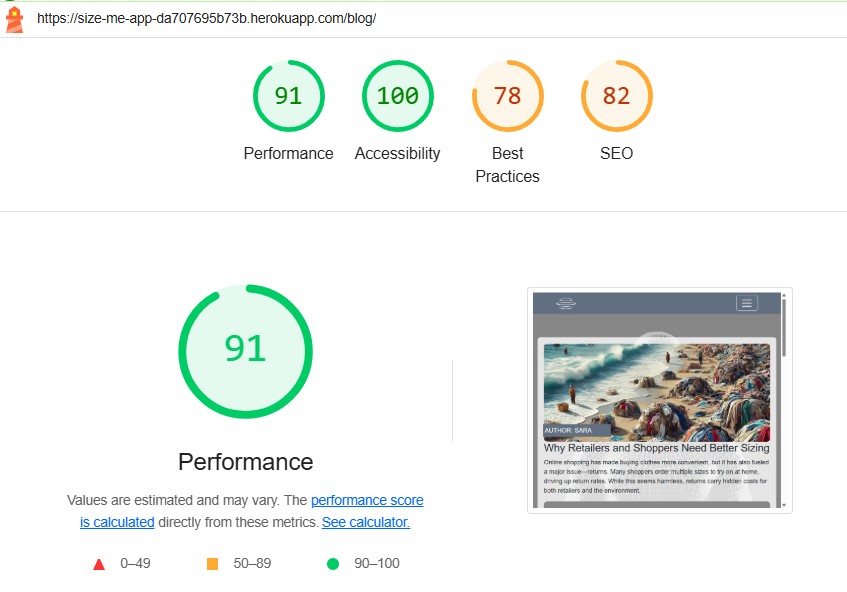 https://size-me-app-da707695b73b.herokuapp.com/blog/
91 100 78 82
Performance Accessibility Best Practices SEO
91
Performance
Values are estimated and may vary. The performance score
is calculated directly from these metrics. See calculator.
0–49 50–89 90–100
AUTHOR: SARA
Why Retailers and Shoppers Need Better Sizing
Online shopping has made buying clothes more convenient, but it has also fueled
a major issue—returns. Many shoppers order multiple sizes to try on at home,
driving up return rates. While this seems harmless, returns carry hidden costs for
both retailers and the environment.